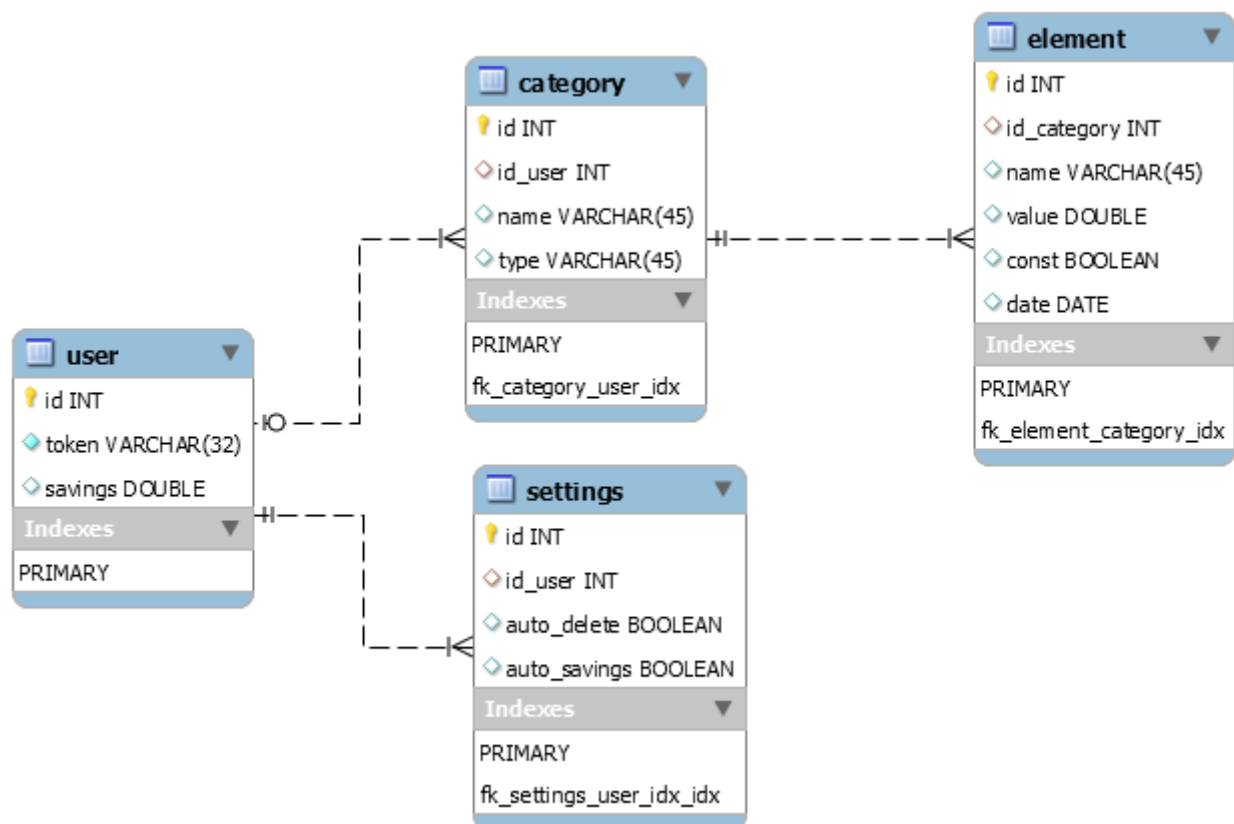 user
id INT
token VARCHAR(32)
savings DOUBLE
Indexes
PRIMARY
category
id INT
id_user INT
name VARCHAR(45)
type VARCHAR(45)
Indexes
PRIMARY
fk_category_user_idx
settings
id INT
id_user INT
auto_delete BOOLEAN
auto_savings BOOLEAN
Indexes
PRIMARY
fk_settings_user_idx_idx
element
id INT
id_category INT
name VARCHAR(45)
value DOUBLE
const BOOLEAN
date DATE
Indexes
PRIMARY
fk_element_category_idx